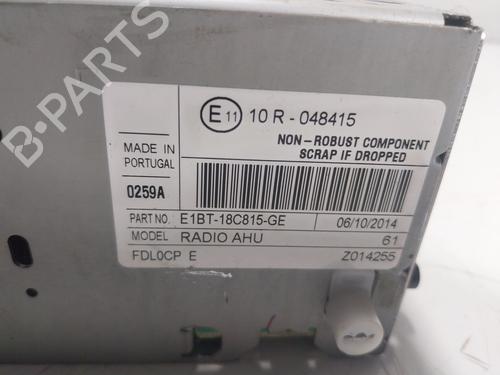 E 11 10 R - 048415
NON-ROBUST COMPONENT
SCRAP IF DROPPED
MADE IN
PORTUGAL
0259A
PART NO. E1BT-18C815-GE 06/10/2014
MODEL RADIO AHU 61
FDL0CP E Z014255
B-PARTS